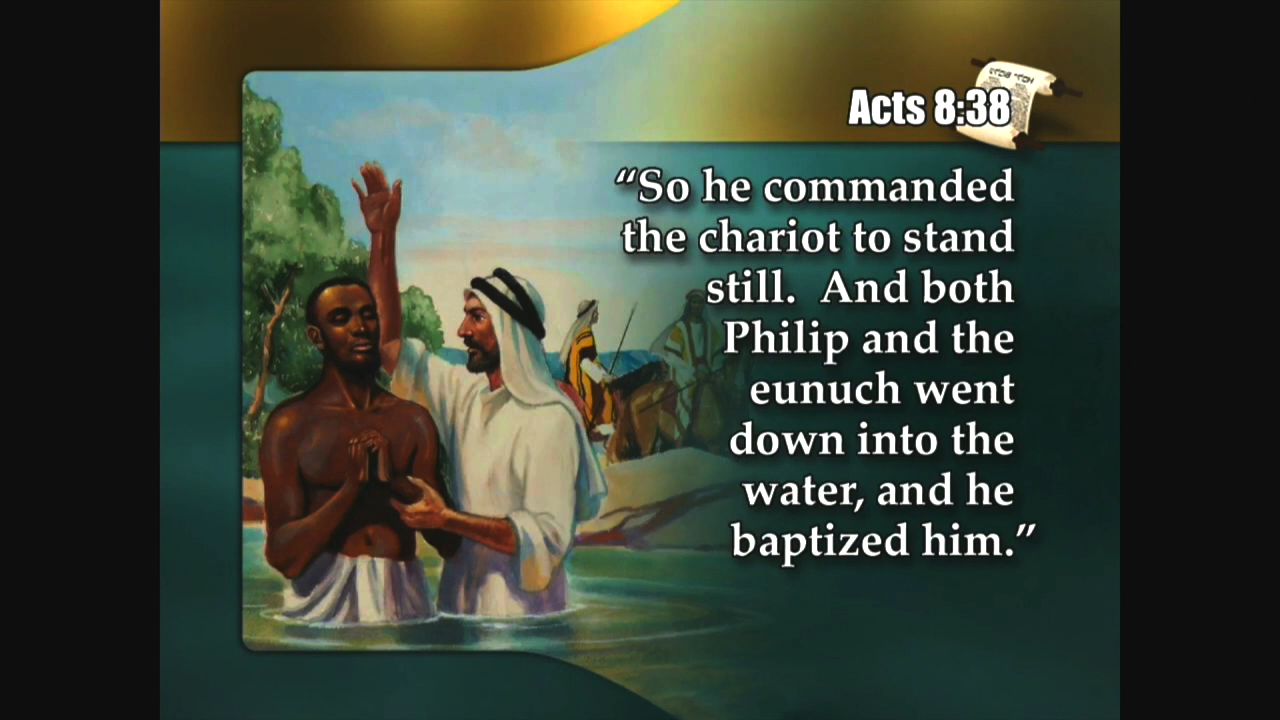 Acts 8:38
“So he commanded
the chariot to stand
still.  And both
Philip and the
eunuch went
down into the
water, and he
baptized him.”